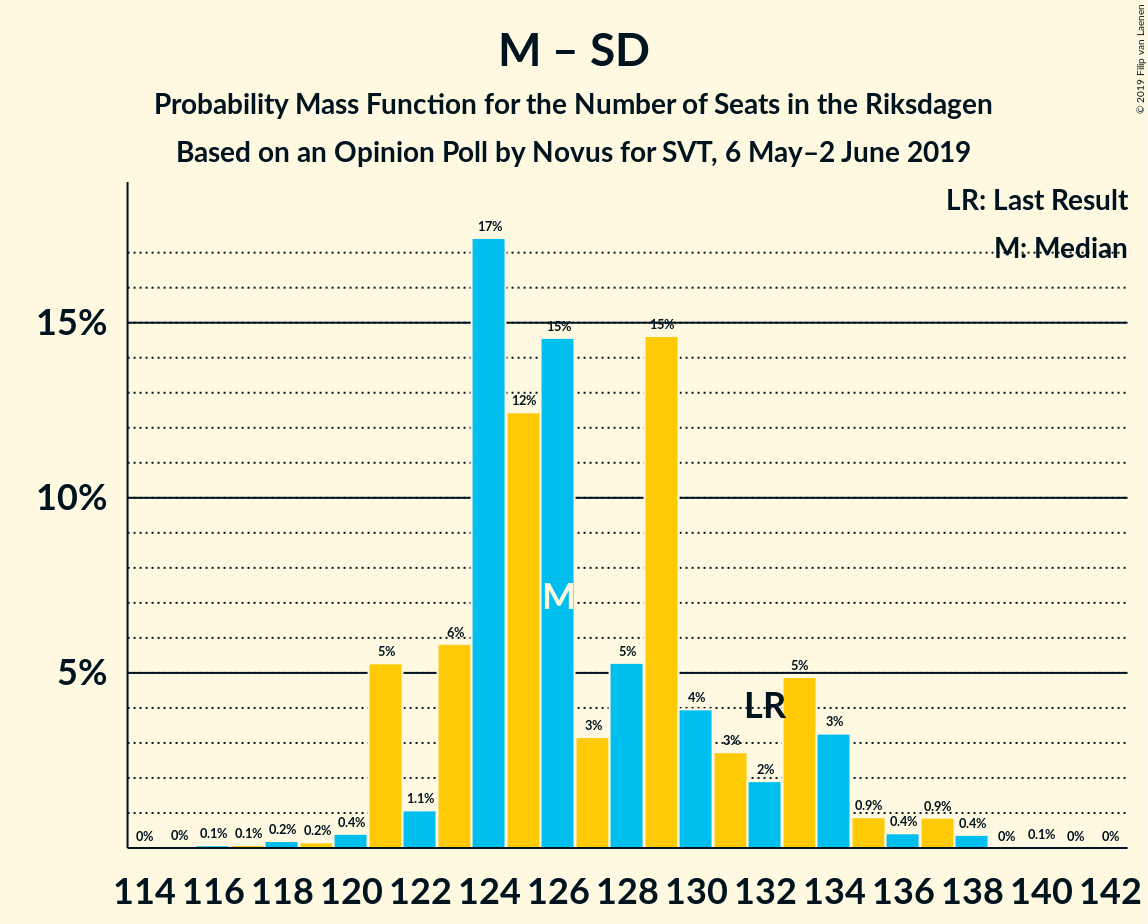 M – SD
Probability Mass Function for the Number of Seats in the Riksdagen
Based on an Opinion Poll by Novus for SVT, 6 May–2 June 2019
© 2019 Filip van Laenen
LR: Last Result
M: Median
15%
10%
5%
0% 0% 0.1% 0.1% 0.2% 0.2% 0.4% 5% 1.1% 6% 17% 12% 15% 3% 5% 15% 4% 3% 2% 5% 3% 0.9% 0.4% 0.9% 0.4% 0% 0.1% 0% 0%
M
LR
114 116 118 120 122 124 126 128 130 132 134 136 138 140 142